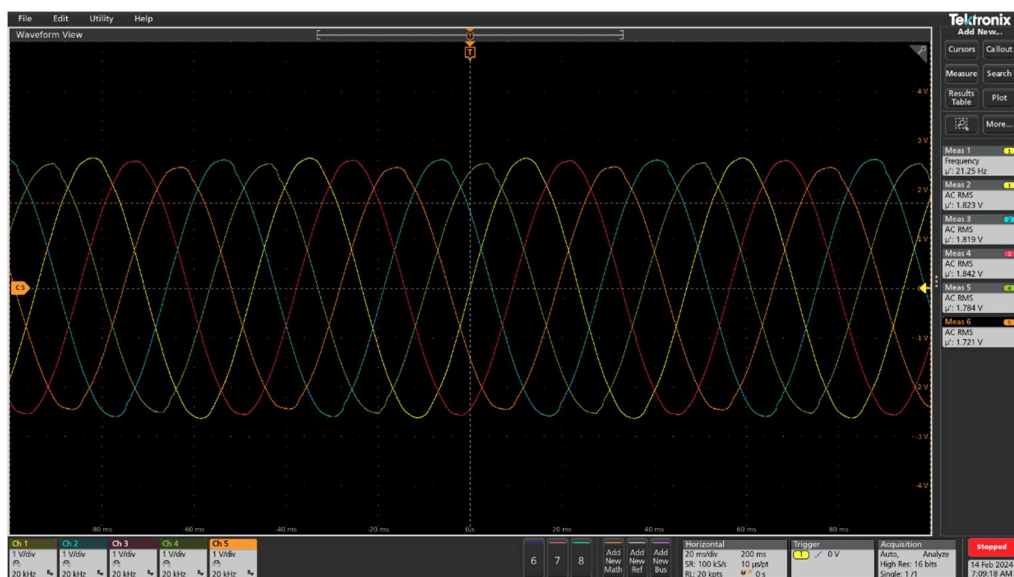 File Edit Utility Help
Tektronix
Add New...
Waveform View
Cursors Callout
Measure Search
Results Table Plot
More...
T
4 V
3 V
2 V
1 V
C5
-1 V
-2 V
-3 V
-4 V
-80 ms -60 ms -40 ms -20 ms 0s 20 ms 40 ms 60 ms 80 ms
Meas 1 1
Frequency
µ': 21.25 Hz
Meas 2 1
AC RMS
µ': 1.823 V
Meas 3 2
AC RMS
µ': 1.819 V
Meas 4 3
AC RMS
µ': 1.842 V
Meas 5 4
AC RMS
µ': 1.784 V
Meas 6 5
AC RMS
µ': 1.721 V
Ch 1
1 V/div
20 kHz
Ch 2
1 V/div
20 kHz
Ch 3
1 V/div
20 kHz
Ch 4
1 V/div
20 kHz
Ch 5
1 V/div
20 kHz
6 7 8
Add New Math
Add New Ref
Add New Bus
Horizontal
20 ms/div 200 ms
SR: 100 kS/s 10 µs/pt
RL: 20 kpts 0 s
Trigger
1 0 V
Acquisition
Auto, Analyze
High Res: 16 bits
Single: 1 /1
Stopped
14 Feb 2024
7:09:18 AM